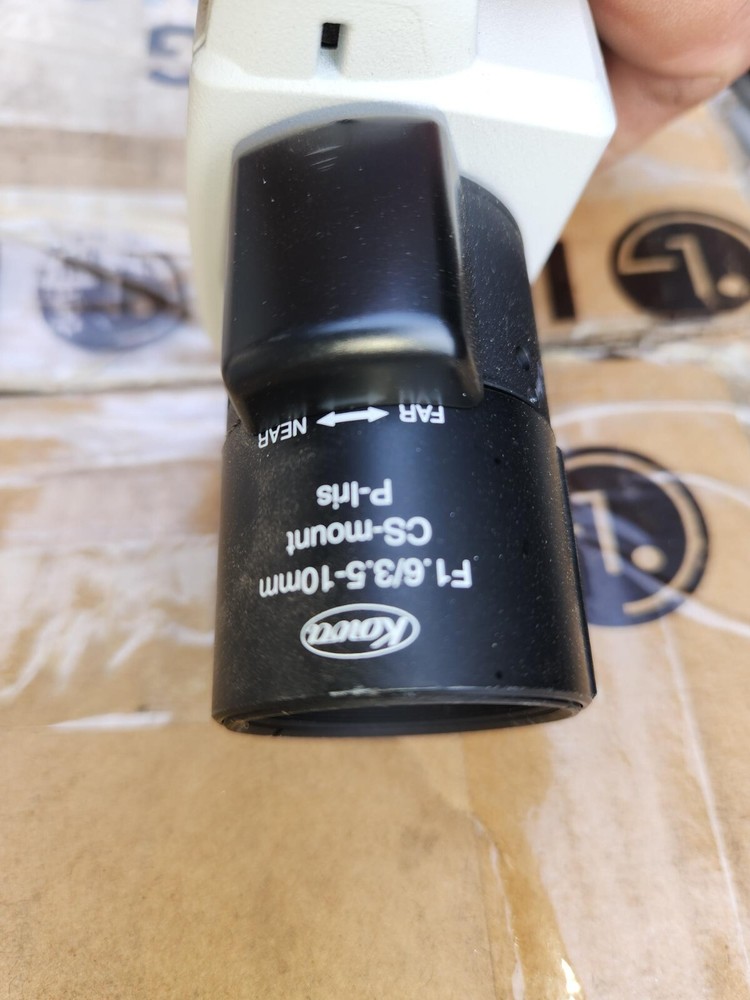 Kowa
F1.6/3.5-10mm
CS-mount
P-Iris
FAR ↔ NEAR